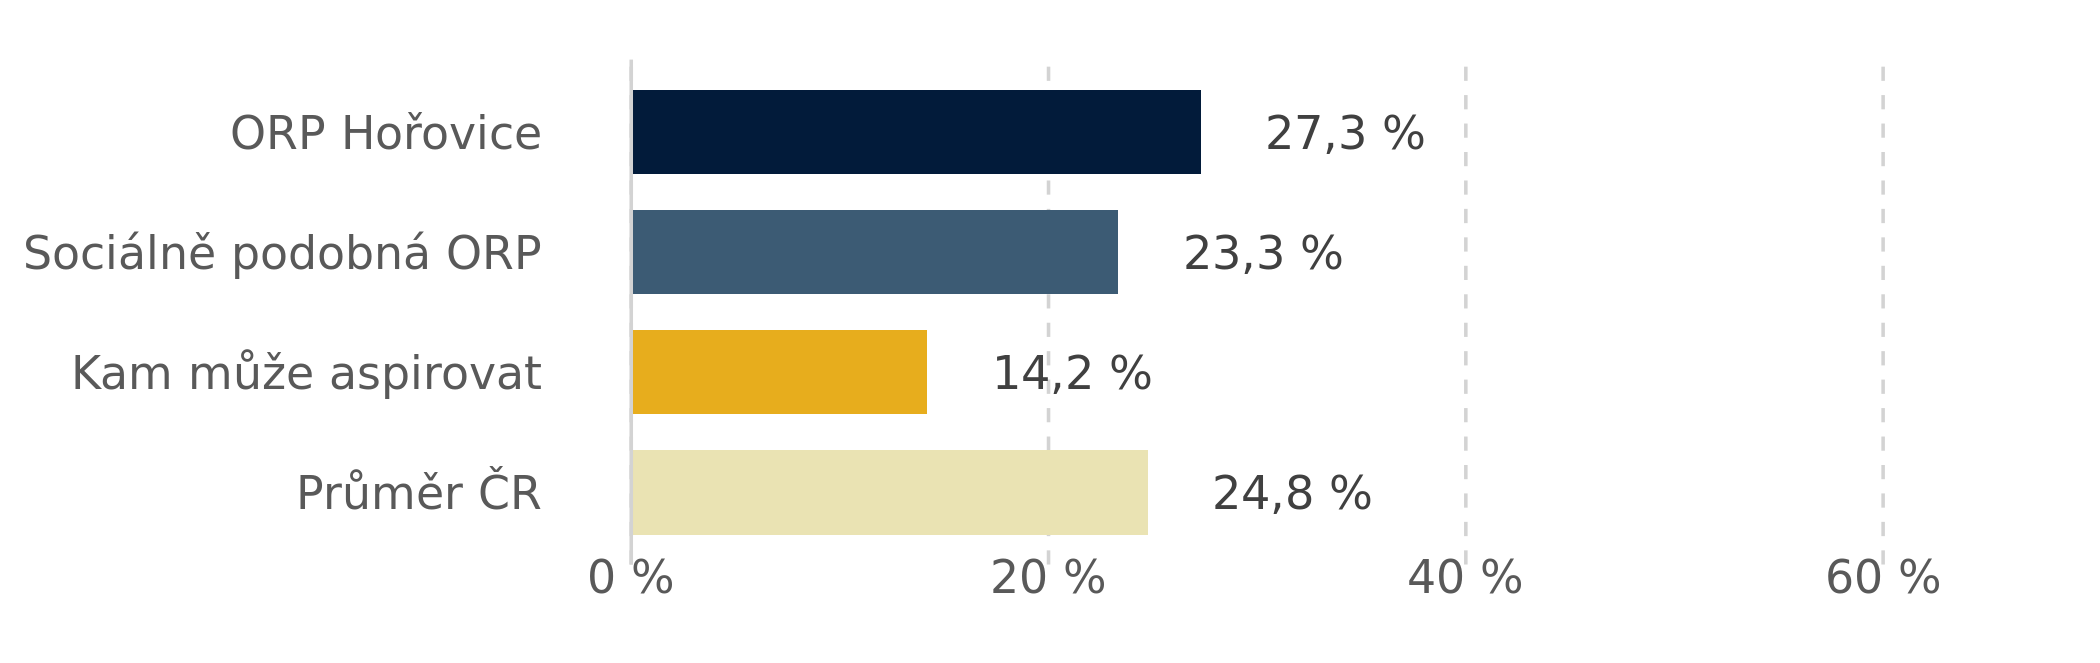 ORP Hořovice 27,3 %
Sociálně podobná ORP 23,3 %
Kam může aspirovat 14,2 %
Průměr ČR 24,8 %
0 % 20 % 40 % 60 %